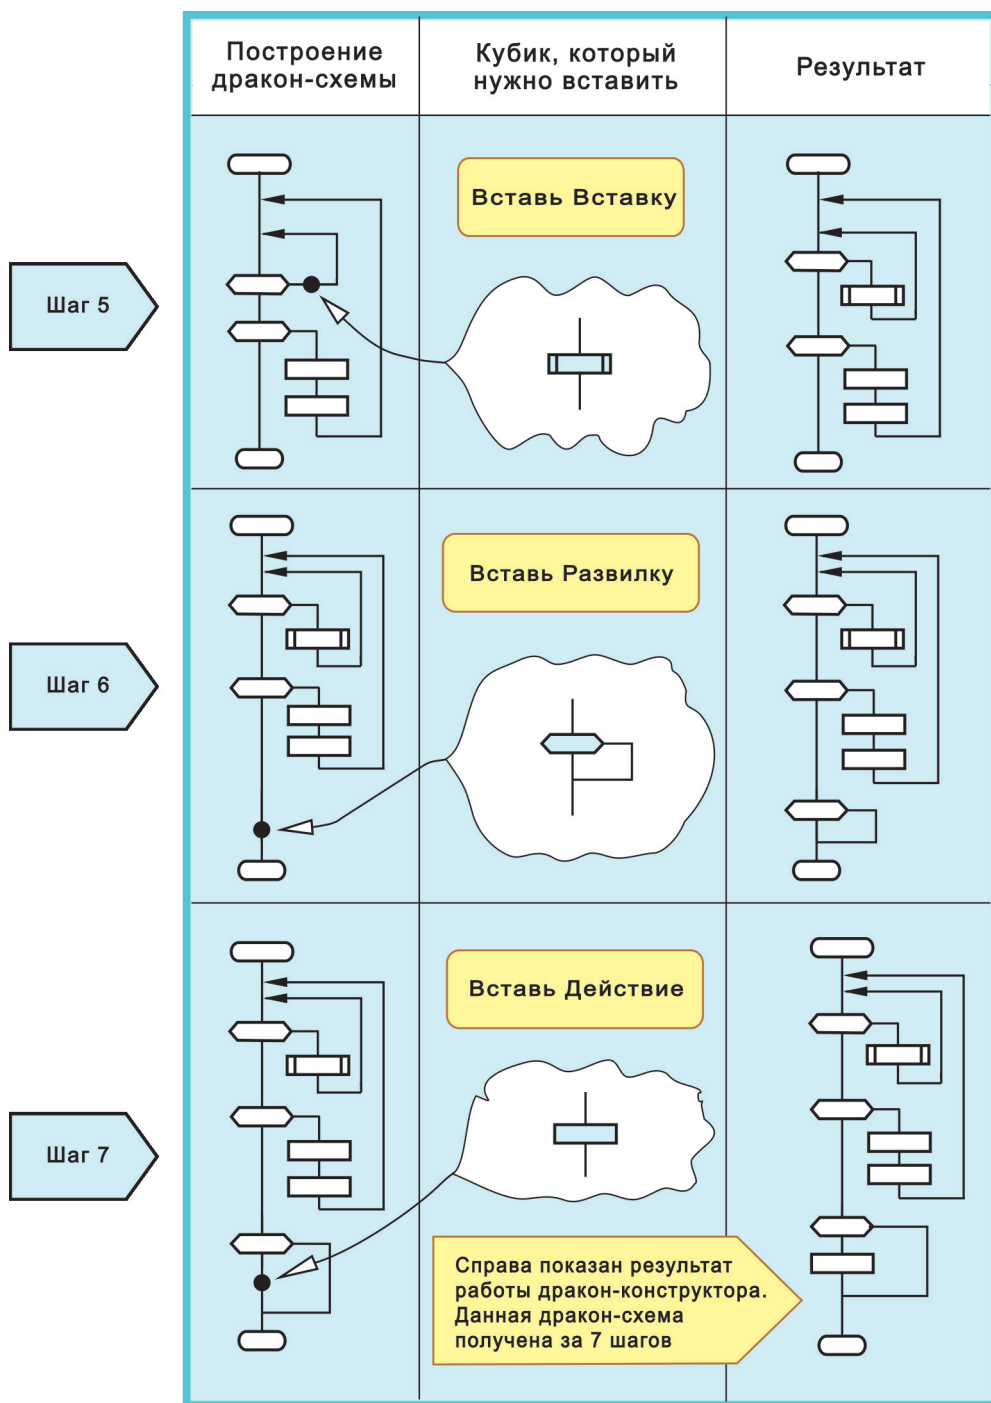 Построение
дракон-схемы
Кубик, который
нужно вставить
Результат
Шаг 5
Вставь Вставку
Шаг 6
Вставь Развилку
Шаг 7
Вставь Действие
Справа показан результат
работы дракон-конструктора.
Данная дракон-схема
получена за 7 шагов